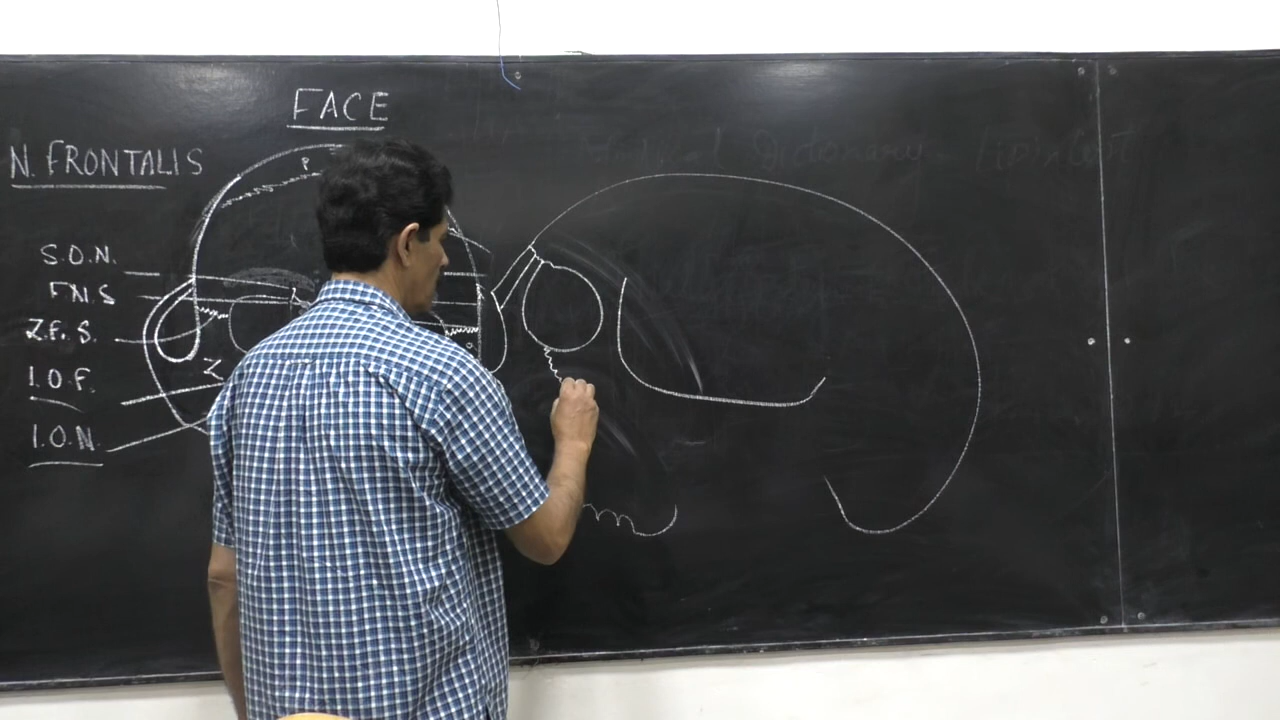 FACE
N. FRONTALIS
P
S.O.N.
F.N.S
Z.F.S.
Z
I.O.F.
I.O.N.